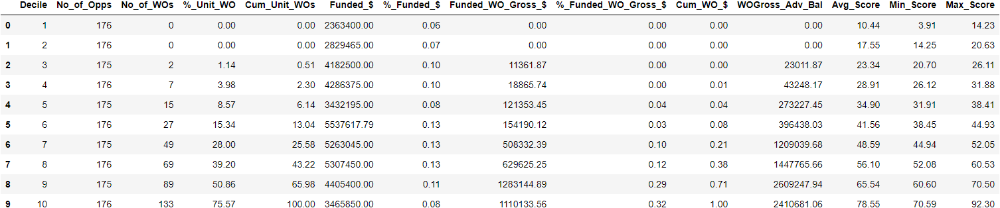 Decile No_of_Opps No_of_WOs %_Unit_WO Cum_Unit_WOs Funded_$ %_Funded_$ Funded_WO_Gross_$ %_Funded_WO_Gross_$ Cum_WO_$ WOGross_Adv_Bal Avg_Score Min_Score Max_Score
0 1 176 0 0.00 0.00 2363400.00 0.06 0.00 0.00 0.00 0.00 10.44 3.91 14.23
1 2 176 0 0.00 0.00 2829465.00 0.07 0.00 0.00 0.00 0.00 17.55 14.25 20.63
2 3 175 2 1.14 0.51 4182500.00 0.10 11361.87 0.00 0.00 23011.87 23.34 20.70 26.11
3 4 176 7 3.98 2.30 4286375.00 0.10 18865.74 0.00 0.01 43248.17 28.91 26.12 31.88
4 5 175 15 8.57 6.14 3432195.00 0.08 121353.45 0.04 0.04 273227.45 34.90 31.91 38.41
5 6 176 27 15.34 13.04 5537617.79 0.13 154190.12 0.03 0.08 396438.03 41.56 38.45 44.93
6 7 175 49 28.00 25.58 5263045.00 0.13 508332.39 0.10 0.21 1209039.68 48.59 44.94 52.05
7 8 176 69 39.20 43.22 5307450.00 0.13 629625.25 0.12 0.38 1447765.66 56.10 52.08 60.53
8 9 175 89 50.86 65.98 4405400.00 0.11 1283144.89 0.29 0.71 2609247.94 65.54 60.60 70.50
9 10 176 133 75.57 100.00 3465850.00 0.08 1110133.56 0.32 1.00 2410681.06 78.55 70.59 92.30